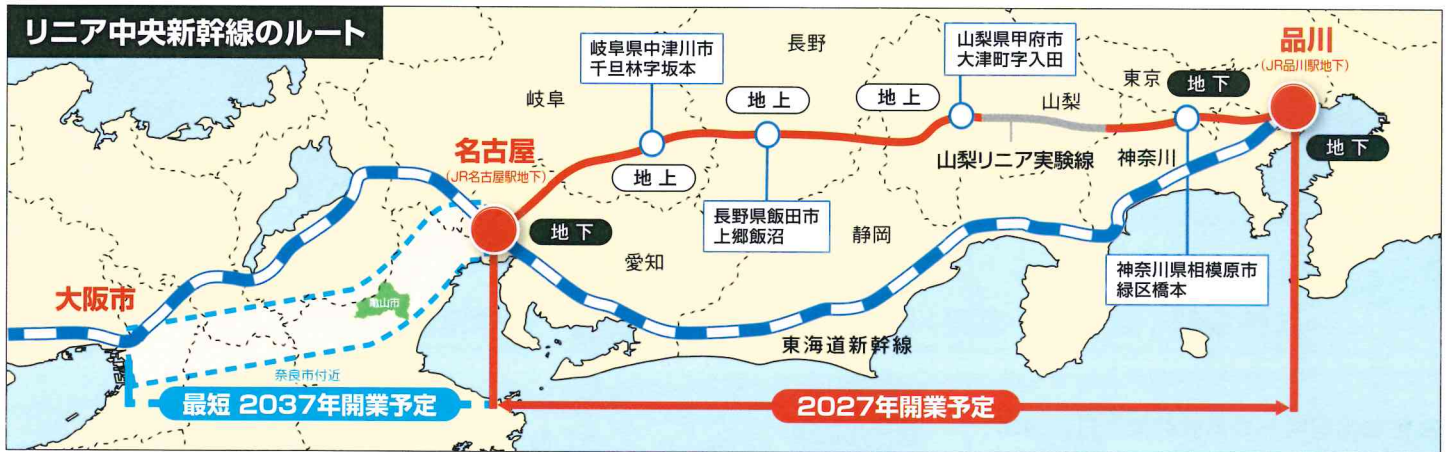 リニア中央新幹線のルート
岐阜県中津川市
千旦林字坂本
長野
山梨県甲府市
大津町字入田
品川
(JR品川駅地下)
東京
地下
岐阜
地上
地上
山梨
名古屋
(JR名古屋駅地下)
地上
山梨リニア実験線
神奈川
地下
長野県飯田市
上郷飯沼
地下
静岡
愛知
神奈川県相模原市
緑区橋本
大阪市
亀山市
東海道新幹線
奈良市付近
最短 2037年開業予定
2027年開業予定